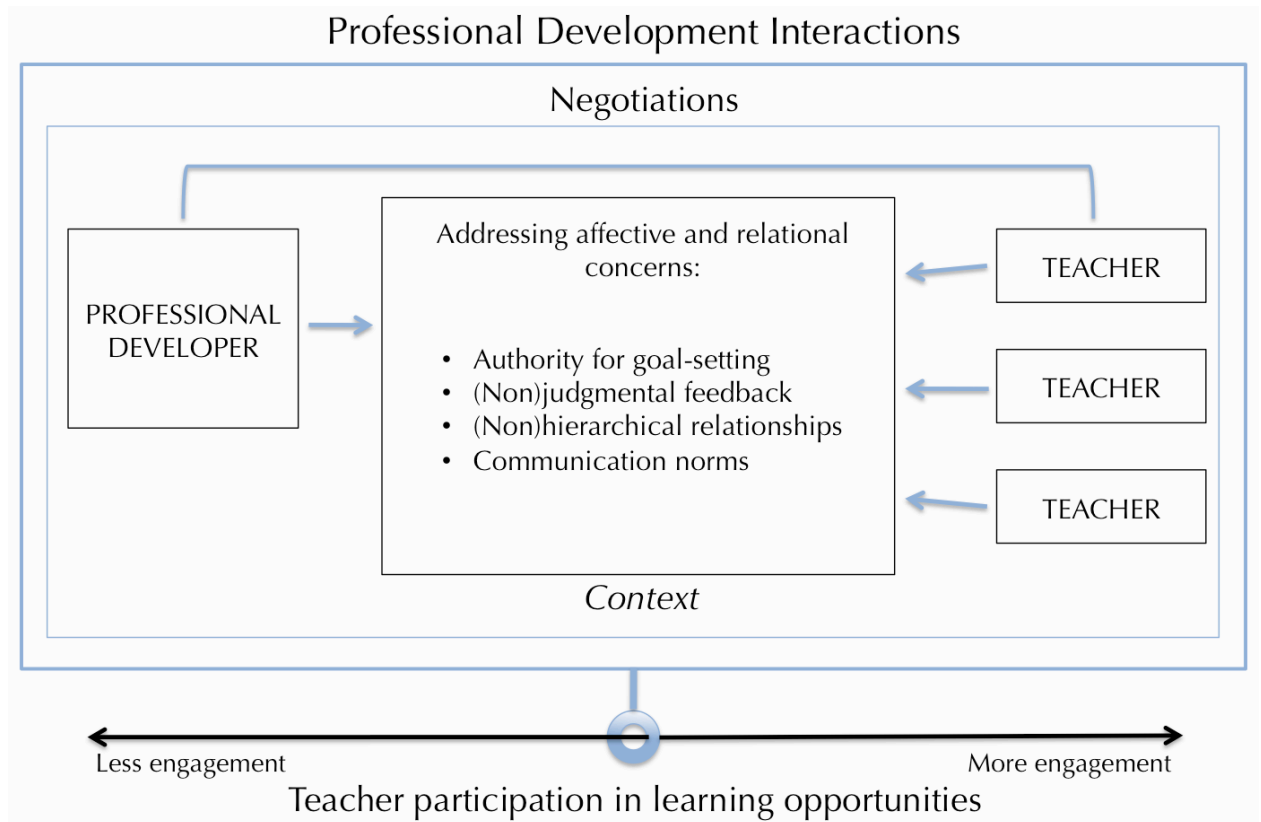 Professional Development Interactions
Negotiations
PROFESSIONAL
DEVELOPER
Addressing affective and relational
concerns:
• Authority for goal-setting
• (Non)judgmental feedback
• (Non)hierarchical relationships
• Communication norms
TEACHER
TEACHER
TEACHER
Context
Less engagement
More engagement
Teacher participation in learning opportunities